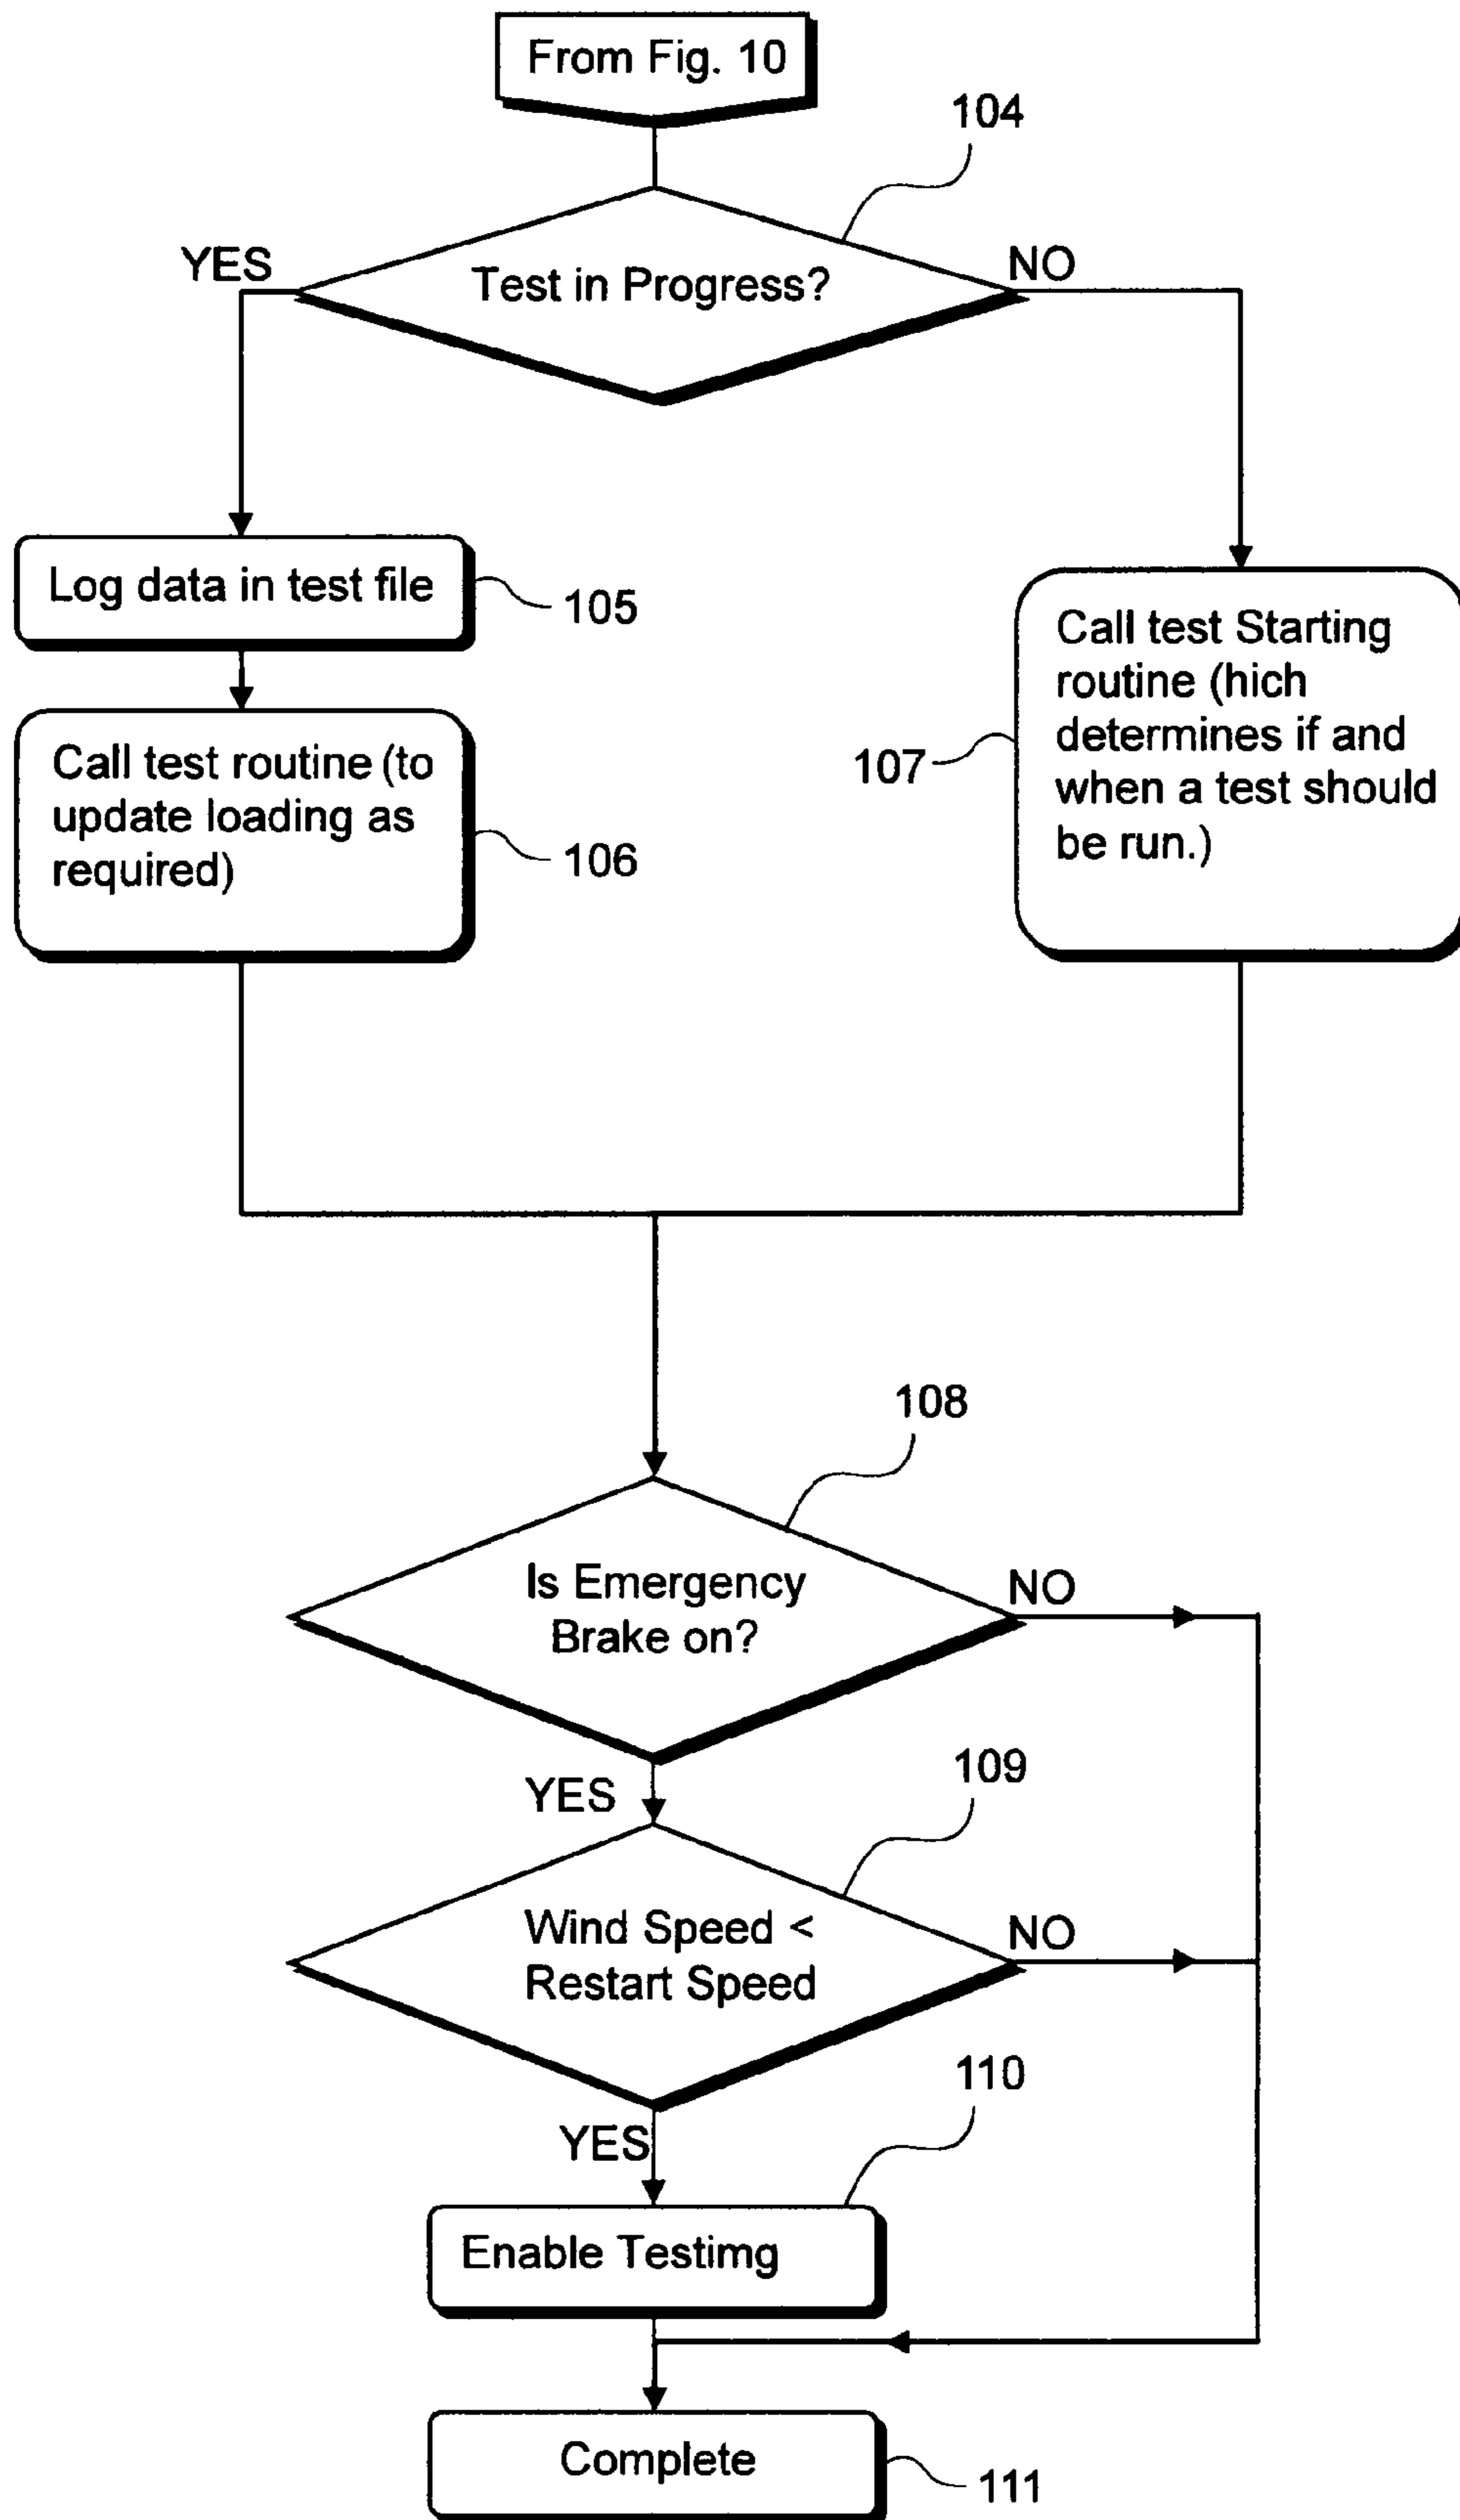 From Fig. 10
104
YES
NO
Test in Progress?
Log data in test file
105
Call test routine (to
update loading as
required)
106
Call test Starting
routine (hich
determines if and
when a test should
be run.)
107
108
Is Emergency
Brake on?
NO
YES
109
Wind Speed <
Restart Speed
NO
110
YES
Enable Testimg
Complete
111